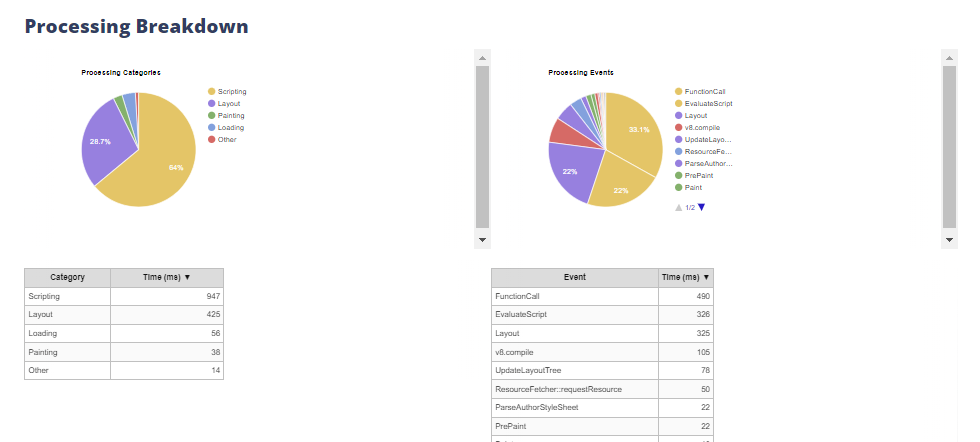 Processing Breakdown
Processing Categories
28.7%
64%
Scripting
Layout
Painting
Loading
Other
Processing Events
33.1%
22%
22%
FunctionCall
EvaluateScript
Layout
v8.compile
UpdateLayo...
ResourceFe...
ParseAuthor...
PrePaint
Paint
1/2
Category Time (ms) ▼
Scripting 947
Layout 425
Loading 56
Painting 38
Other 14
Event Time (ms) ▼
FunctionCall 490
EvaluateScript 326
Layout 325
v8.compile 105
UpdateLayoutTree 78
ResourceFetcher::requestResource 50
ParseAuthorStyleSheet 22
PrePaint 22